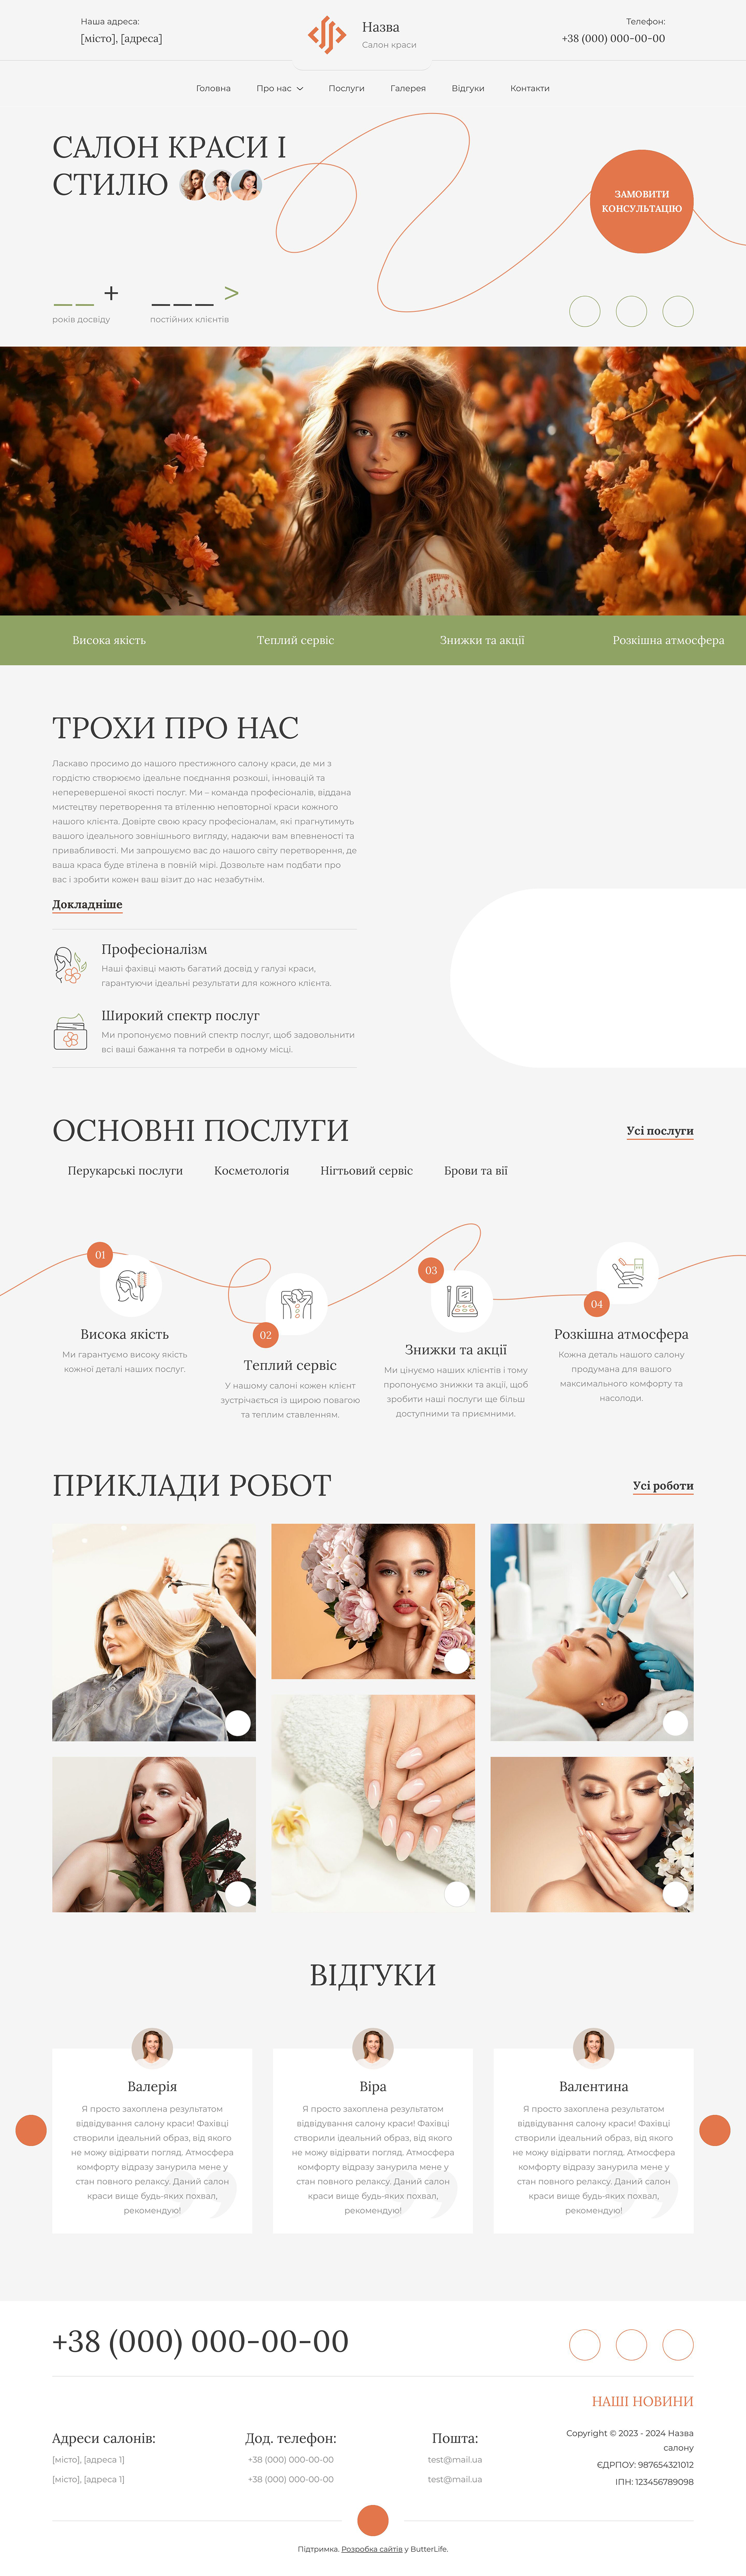 Наша адреса:
[місто], [адреса]
Назва
Салон краси
Телефон:
+38 (000) 000-00-00
Головна
Про нас
Послуги
Галерея
Відгуки
Контакти
САЛОН КРАСИ І
СТИЛЮ
ЗАМОВИТИ
КОНСУЛЬТАЦІЮ
__ +
___ >
років досвіду
постійних клієнтів
Висока якість
Теплий сервіс
Знижки та акції
Розкішна атмосфера
ТРОХИ ПРО НАС
Ласкаво просимо до нашого престижного салону краси, де ми з
гордістю створюємо ідеальне поєднання розкоші, інновацій та
неперевершеної якості послуг. Ми – команда професіоналів, віддана
мистецтву перетворення та втіленню неповторної краси кожного
нашого клієнта. Довірте свою красу професіоналам, які прагнутимуть
вашого ідеального зовнішнього вигляду, надаючи вам впевненості та
привабливості. Ми запрошуємо вас до нашого світу перетворення, де
ваша краса буде втілена в повній мірі. Дозвольте нам подбати про
вас і зробити кожен ваш візит до нас незабутнім.
Докладніше
Професіоналізм
Наші фахівці мають багатий досвід у галузі краси,
гарантуючи ідеальні результати для кожного клієнта.
Широкий спектр послуг
Ми пропонуємо повний спектр послуг, щоб задовольнити
всі ваші бажання та потреби в одному місці.
ОСНОВНІ ПОСЛУГИ
Усі послуги
Перукарські послуги
Косметологія
Нігтьовий сервіс
Брови та вії
01
Висока якість
Ми гарантуємо високу якість
кожної деталі наших послуг.
02
Теплий сервіс
У нашому салоні кожен клієнт
зустрічається із щирою повагою
та теплим ставленням.
03
Знижки та акції
Ми цінуємо наших клієнтів і тому
пропонуємо знижки та акції, щоб
зробити наші послуги ще більш
доступними та приємними.
04
Розкішна атмосфера
Кожна деталь нашого салону
продумана для вашого
максимального комфорту та
насолоди.
ПРИКЛАДИ РОБОТ
Усі роботи
ВІДГУКИ
Валерія
Я просто захоплена результатом
відвідування салону краси! Фахівці
створили ідеальний образ, від якого
не можу відірвати погляд. Атмосфера
комфорту відразу занурила мене у
стан повного релаксу. Даний салон
краси вище будь-яких похвал,
рекомендую!
Віра
Я просто захоплена результатом
відвідування салону краси! Фахівці
створили ідеальний образ, від якого
не можу відірвати погляд. Атмосфера
комфорту відразу занурила мене у
стан повного релаксу. Даний салон
краси вище будь-яких похвал,
рекомендую!
Валентина
Я просто захоплена результатом
відвідування салону краси! Фахівці
створили ідеальний образ, від якого
не можу відірвати погляд. Атмосфера
комфорту відразу занурила мене у
стан повного релаксу. Даний салон
краси вище будь-яких похвал,
рекомендую!
+38 (000) 000-00-00
НАШІ НОВИНИ
Адреси салонів:
[місто], [адреса 1]
[місто], [адреса 1]
Дод. телефон:
+38 (000) 000-00-00
+38 (000) 000-00-00
Пошта:
test@mail.ua
test@mail.ua
Copyright © 2023 - 2024 Назва
салону
ЄДРПОУ: 987654321012
ІПН: 123456789098
Підтримка. Розробка сайтів у ButterLife.